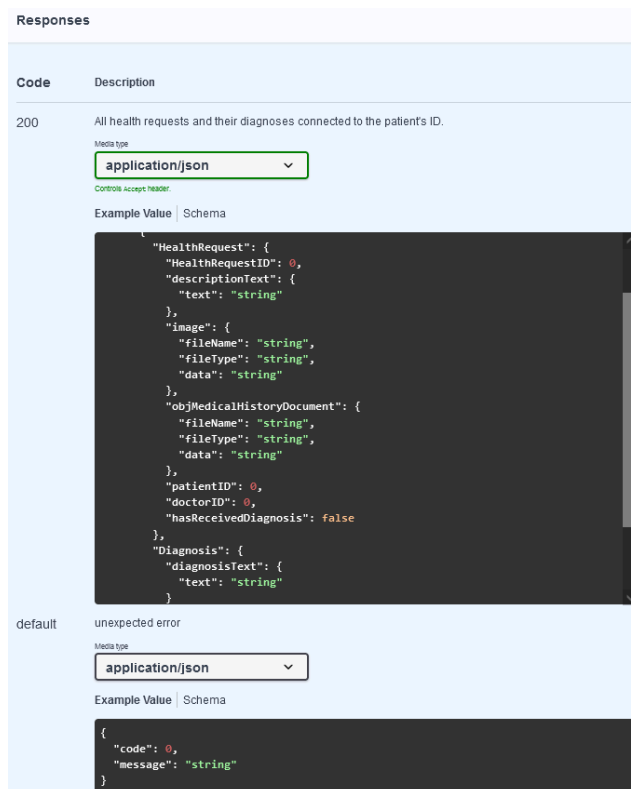 Responses
Code Description
200 All health requests and their diagnoses connected to the patient's ID.
Media type
application/json
Controls Accept header.
Example Value Schema
{
"HealthRequest": {
"HealthRequestID": 0,
"descriptionText": {
"text": "string"
},
"image": {
"fileName": "string",
"fileType": "string",
"data": "string"
},
"objMedicalHistoryDocument": {
"fileName": "string",
"fileType": "string",
"data": "string"
},
"patientID": 0,
"doctorID": 0,
"hasReceivedDiagnosis": false
},
"Diagnosis": {
"diagnosisText": {
"text": "string"
}
default unexpected error
Media type
application/json
Example Value Schema
{
"code": 0,
"message": "string"
}